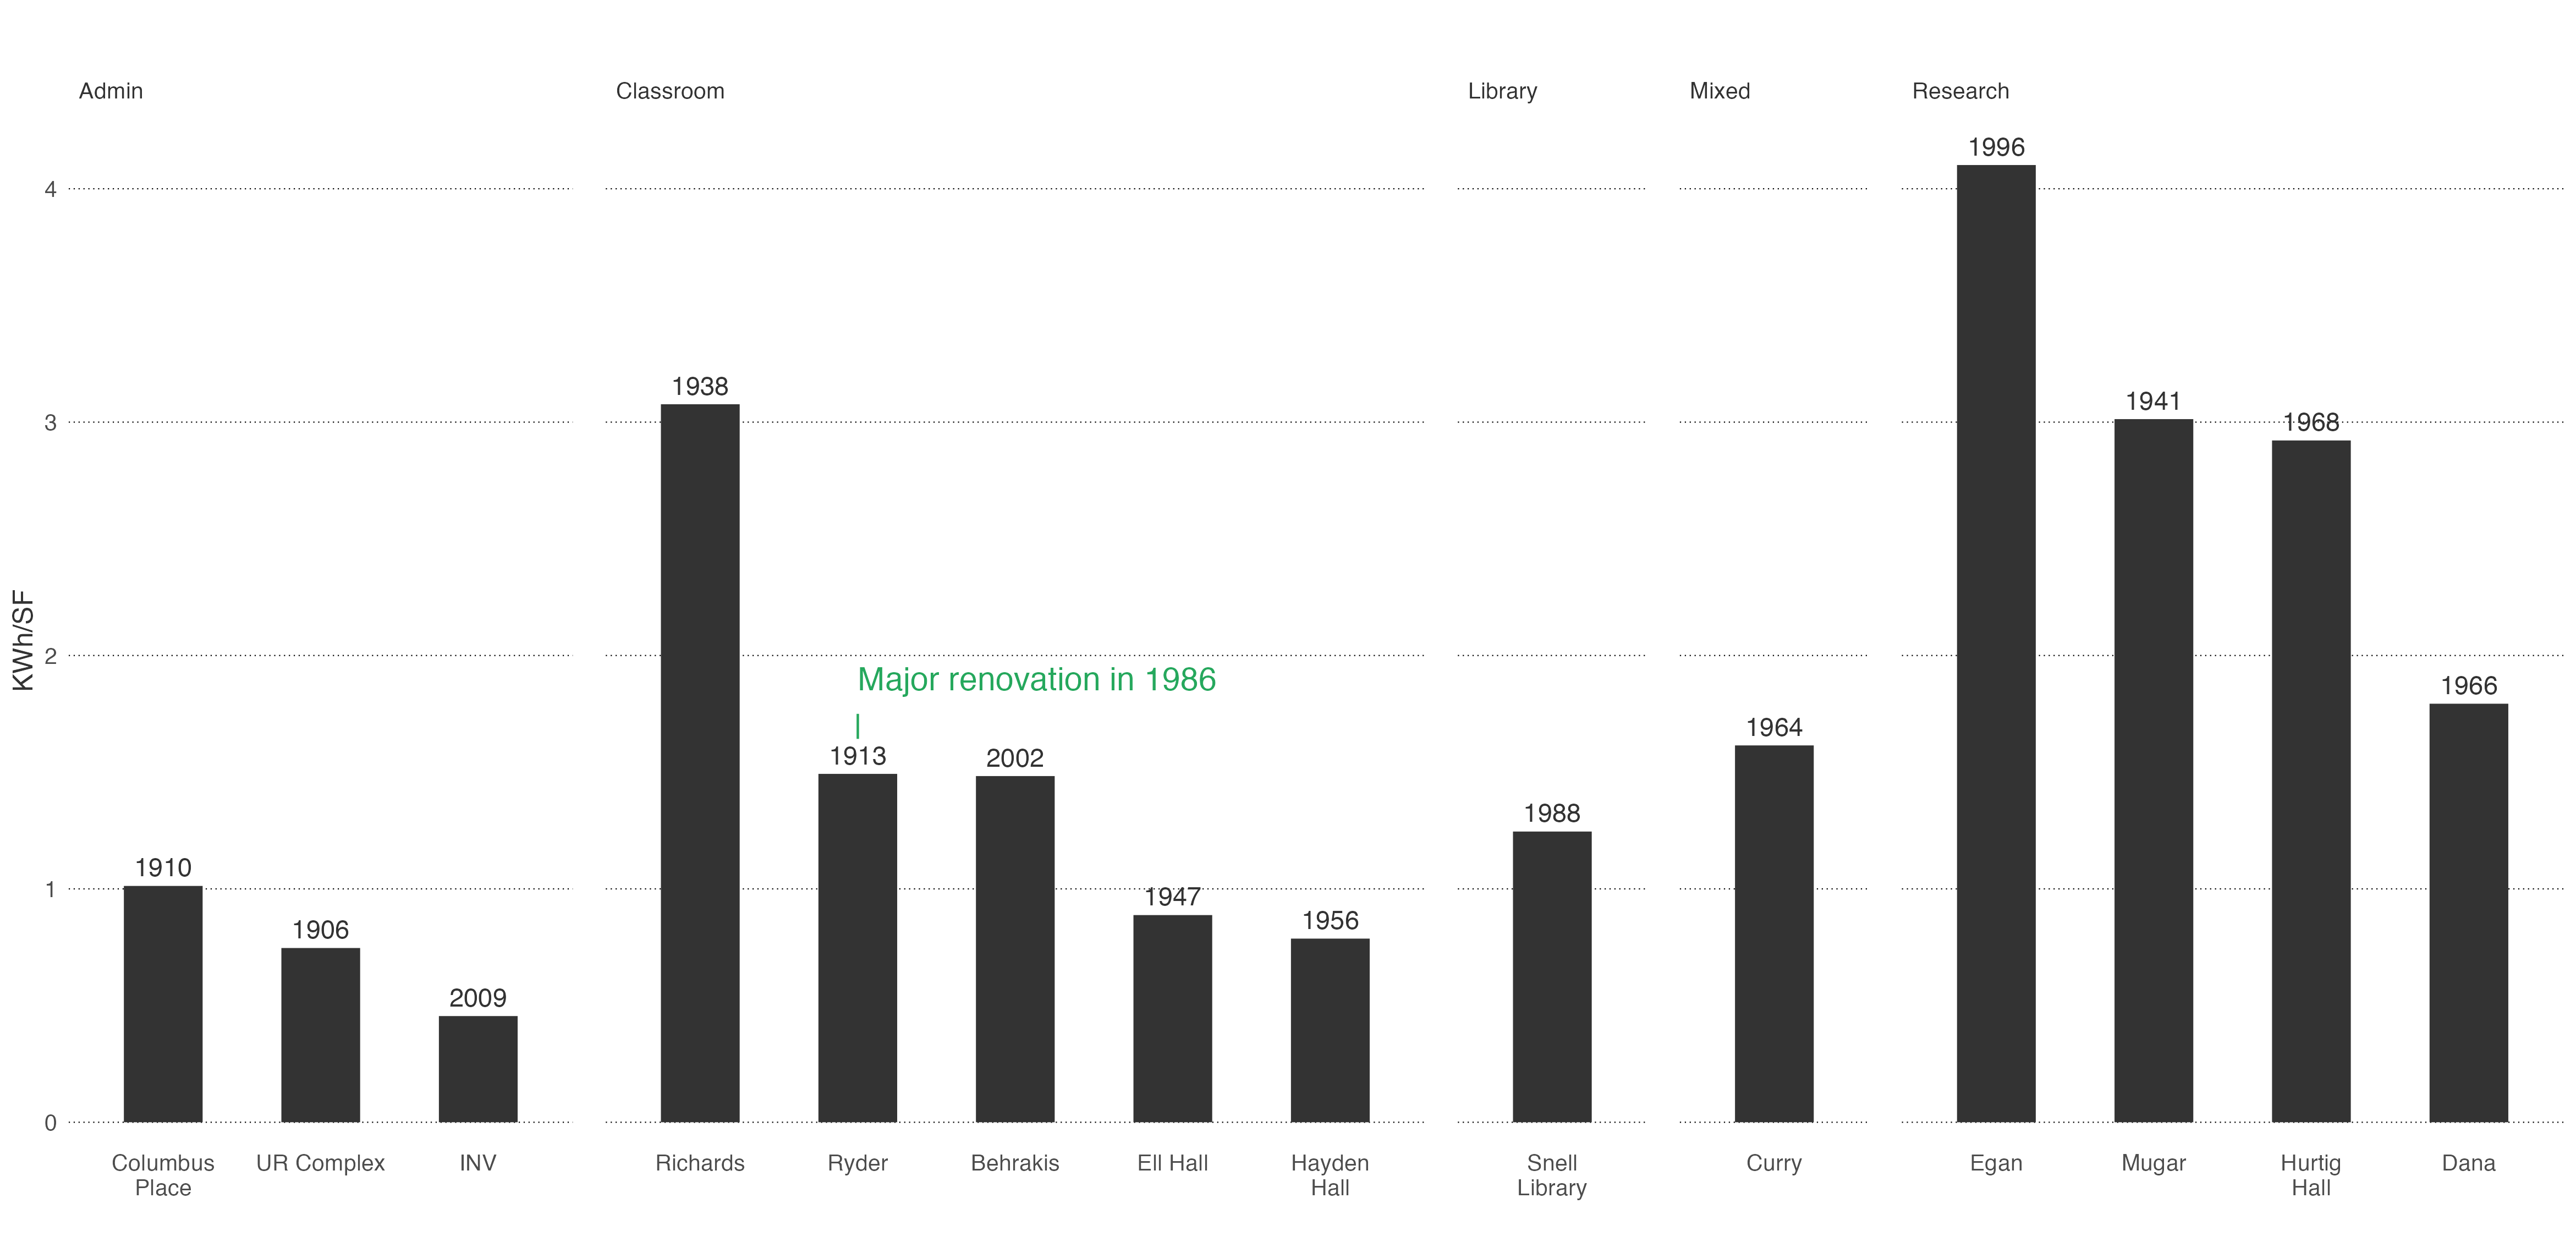 Admin
Classroom
Library
Mixed
Research
KWh/SF
4
3
2
1
0
1910
1906
2009
1938
Major renovation in 1986
1913
2002
1947
1956
1988
1964
1996
1941
1968
1966
Columbus
Place
UR Complex
INV
Richards
Ryder
Behrakis
Ell Hall
Hayden
Hall
Snell
Library
Curry
Egan
Mugar
Hurtig
Hall
Dana